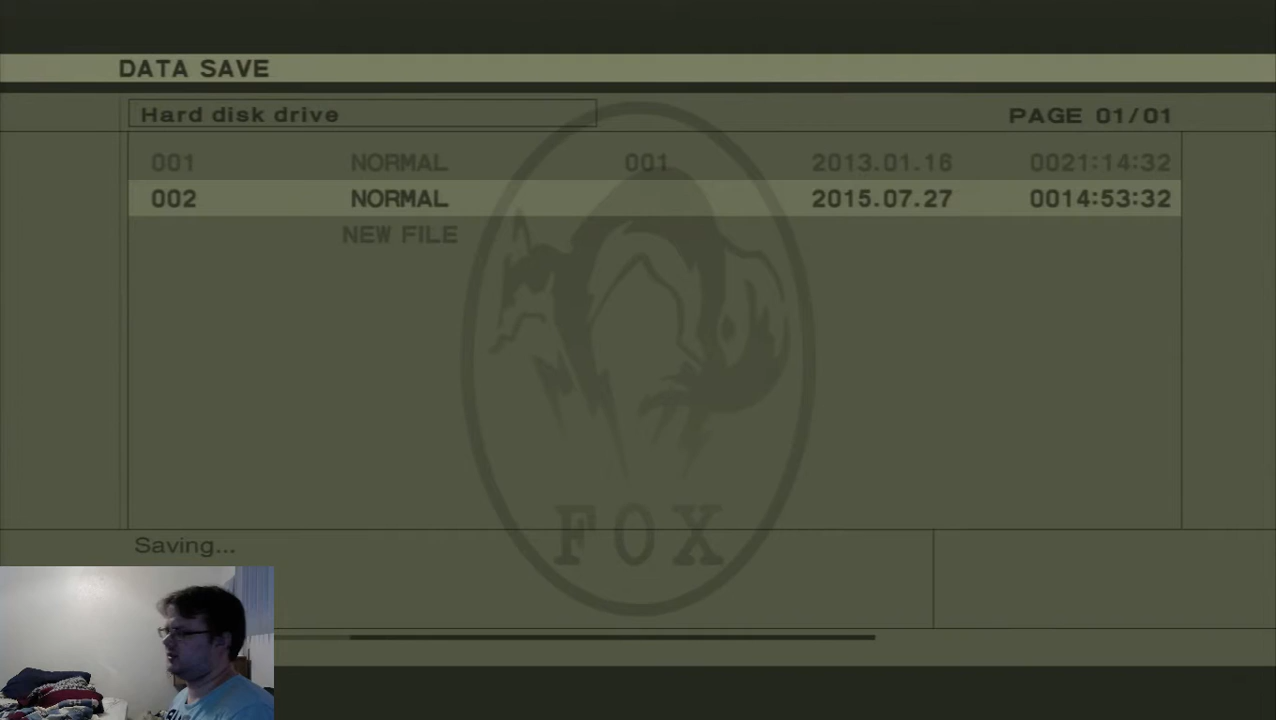 DATA SAVE
Hard disk drive PAGE 01/01
001 NORMAL 001 2013.01.16 0021:14:32
002 NORMAL 2015.07.27 0014:53:32
NEW FILE
FOX
Saving...